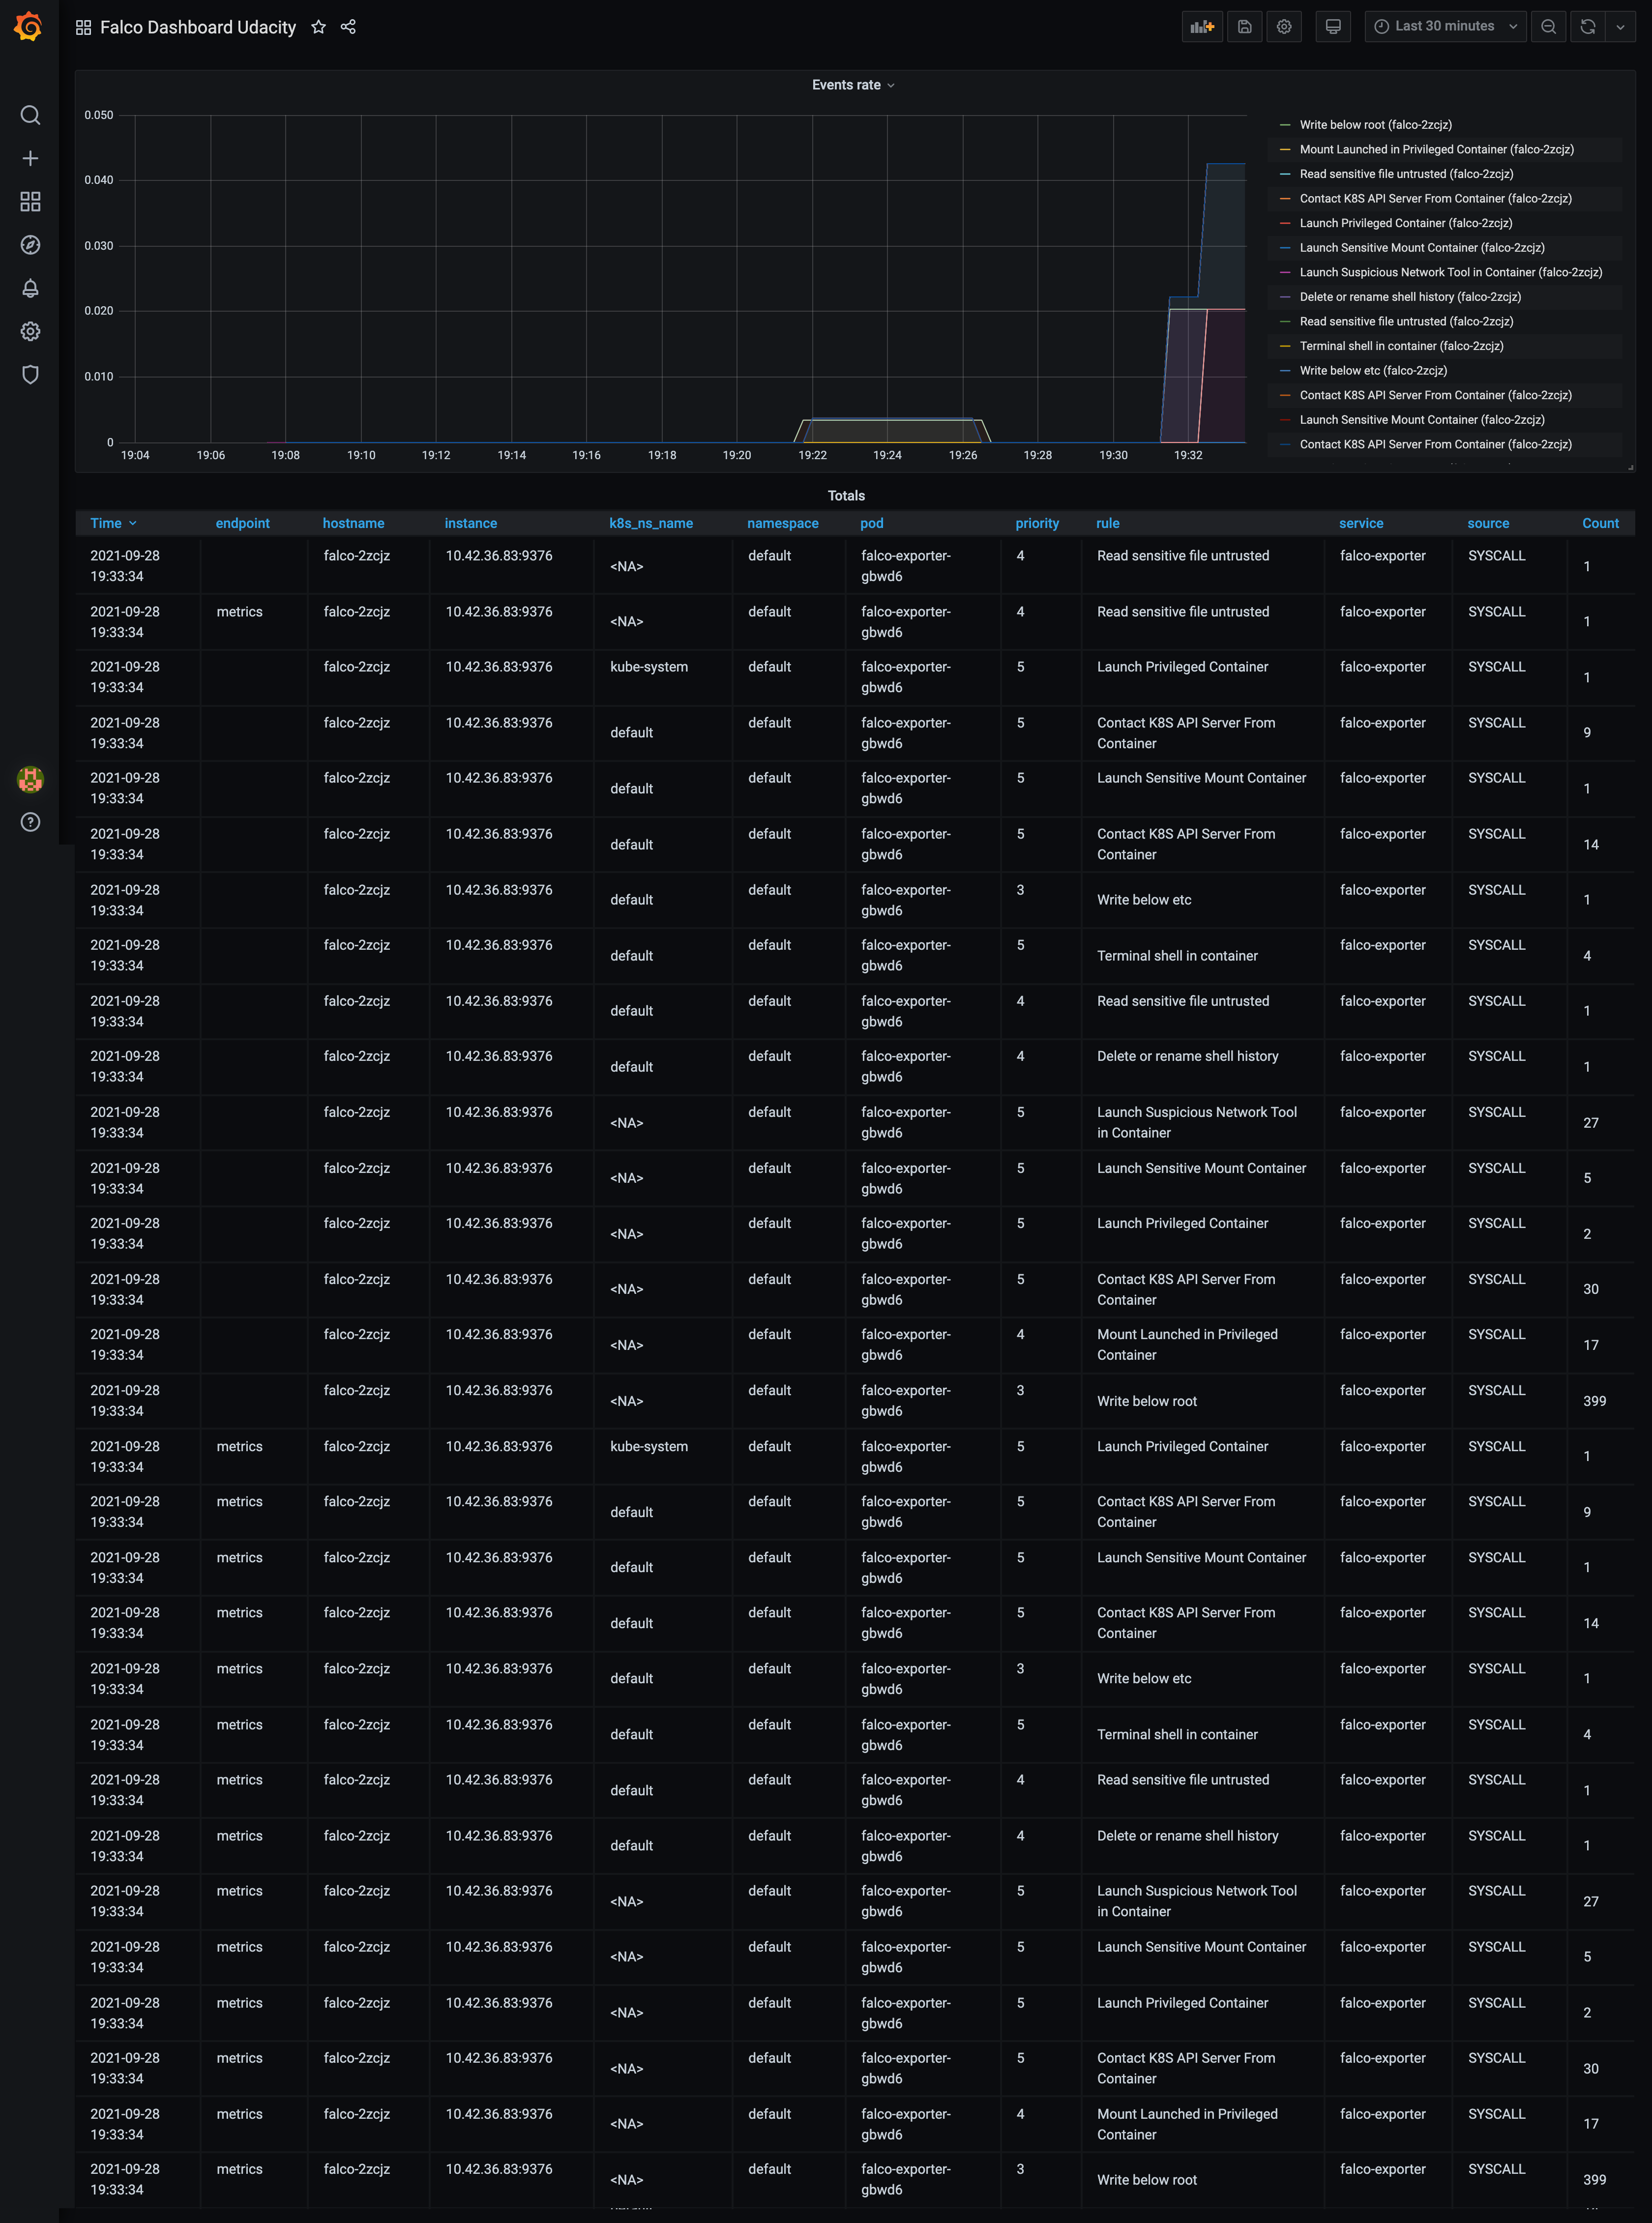 Falco Dashboard Udacity
Last 30 minutes
Events rate
0.050
0.040
0.030
0.020
0.010
0
19:04 19:06 19:08 19:10 19:12 19:14 19:16 19:18 19:20 19:22 19:24 19:26 19:28 19:30 19:32
Write below root (falco-2zcjz)
Mount Launched in Privileged Container (falco-2zcjz)
Read sensitive file untrusted (falco-2zcjz)
Contact K8S API Server From Container (falco-2zcjz)
Launch Privileged Container (falco-2zcjz)
Launch Sensitive Mount Container (falco-2zcjz)
Launch Suspicious Network Tool in Container (falco-2zcjz)
Delete or rename shell history (falco-2zcjz)
Read sensitive file untrusted (falco-2zcjz)
Terminal shell in container (falco-2zcjz)
Write below etc (falco-2zcjz)
Contact K8S API Server From Container (falco-2zcjz)
Launch Sensitive Mount Container (falco-2zcjz)
Contact K8S API Server From Container (falco-2zcjz)
Totals
Time endpoint hostname instance k8s_ns_name namespace pod priority rule service source Count
2021-09-28 19:33:34 falco-2zcjz 10.42.36.83:9376 <NA> default falco-exporter-gbwd6 4 Read sensitive file untrusted falco-exporter SYSCALL 1
2021-09-28 19:33:34 metrics falco-2zcjz 10.42.36.83:9376 <NA> default falco-exporter-gbwd6 4 Read sensitive file untrusted falco-exporter SYSCALL 1
2021-09-28 19:33:34 falco-2zcjz 10.42.36.83:9376 kube-system default falco-exporter-gbwd6 5 Launch Privileged Container falco-exporter SYSCALL 1
2021-09-28 19:33:34 falco-2zcjz 10.42.36.83:9376 default default falco-exporter-gbwd6 5 Contact K8S API Server From Container falco-exporter SYSCALL 9
2021-09-28 19:33:34 falco-2zcjz 10.42.36.83:9376 default default falco-exporter-gbwd6 5 Launch Sensitive Mount Container falco-exporter SYSCALL 1
2021-09-28 19:33:34 falco-2zcjz 10.42.36.83:9376 default default falco-exporter-gbwd6 5 Contact K8S API Server From Container falco-exporter SYSCALL 14
2021-09-28 19:33:34 falco-2zcjz 10.42.36.83:9376 default default falco-exporter-gbwd6 3 Write below etc falco-exporter SYSCALL 1
2021-09-28 19:33:34 falco-2zcjz 10.42.36.83:9376 default default falco-exporter-gbwd6 5 Terminal shell in container falco-exporter SYSCALL 4
2021-09-28 19:33:34 falco-2zcjz 10.42.36.83:9376 default default falco-exporter-gbwd6 4 Read sensitive file untrusted falco-exporter SYSCALL 1
2021-09-28 19:33:34 falco-2zcjz 10.42.36.83:9376 default default falco-exporter-gbwd6 4 Delete or rename shell history falco-exporter SYSCALL 1
2021-09-28 19:33:34 falco-2zcjz 10.42.36.83:9376 <NA> default falco-exporter-gbwd6 5 Launch Suspicious Network Tool in Container falco-exporter SYSCALL 27
2021-09-28 19:33:34 falco-2zcjz 10.42.36.83:9376 <NA> default falco-exporter-gbwd6 5 Launch Sensitive Mount Container falco-exporter SYSCALL 5
2021-09-28 19:33:34 falco-2zcjz 10.42.36.83:9376 <NA> default falco-exporter-gbwd6 5 Launch Privileged Container falco-exporter SYSCALL 2
2021-09-28 19:33:34 falco-2zcjz 10.42.36.83:9376 <NA> default falco-exporter-gbwd6 5 Contact K8S API Server From Container falco-exporter SYSCALL 30
2021-09-28 19:33:34 falco-2zcjz 10.42.36.83:9376 <NA> default falco-exporter-gbwd6 4 Mount Launched in Privileged Container falco-exporter SYSCALL 17
2021-09-28 19:33:34 falco-2zcjz 10.42.36.83:9376 <NA> default falco-exporter-gbwd6 3 Write below root falco-exporter SYSCALL 399
2021-09-28 19:33:34 metrics falco-2zcjz 10.42.36.83:9376 kube-system default falco-exporter-gbwd6 5 Launch Privileged Container falco-exporter SYSCALL 1
2021-09-28 19:33:34 metrics falco-2zcjz 10.42.36.83:9376 default default falco-exporter-gbwd6 5 Contact K8S API Server From Container falco-exporter SYSCALL 9
2021-09-28 19:33:34 metrics falco-2zcjz 10.42.36.83:9376 default default falco-exporter-gbwd6 5 Launch Sensitive Mount Container falco-exporter SYSCALL 1
2021-09-28 19:33:34 metrics falco-2zcjz 10.42.36.83:9376 default default falco-exporter-gbwd6 5 Contact K8S API Server From Container falco-exporter SYSCALL 14
2021-09-28 19:33:34 metrics falco-2zcjz 10.42.36.83:9376 default default falco-exporter-gbwd6 3 Write below etc falco-exporter SYSCALL 1
2021-09-28 19:33:34 metrics falco-2zcjz 10.42.36.83:9376 default default falco-exporter-gbwd6 5 Terminal shell in container falco-exporter SYSCALL 4
2021-09-28 19:33:34 metrics falco-2zcjz 10.42.36.83:9376 default default falco-exporter-gbwd6 4 Read sensitive file untrusted falco-exporter SYSCALL 1
2021-09-28 19:33:34 metrics falco-2zcjz 10.42.36.83:9376 default default falco-exporter-gbwd6 4 Delete or rename shell history falco-exporter SYSCALL 1
2021-09-28 19:33:34 metrics falco-2zcjz 10.42.36.83:9376 <NA> default falco-exporter-gbwd6 5 Launch Suspicious Network Tool in Container falco-exporter SYSCALL 27
2021-09-28 19:33:34 metrics falco-2zcjz 10.42.36.83:9376 <NA> default falco-exporter-gbwd6 5 Launch Sensitive Mount Container falco-exporter SYSCALL 5
2021-09-28 19:33:34 metrics falco-2zcjz 10.42.36.83:9376 <NA> default falco-exporter-gbwd6 5 Launch Privileged Container falco-exporter SYSCALL 2
2021-09-28 19:33:34 metrics falco-2zcjz 10.42.36.83:9376 <NA> default falco-exporter-gbwd6 5 Contact K8S API Server From Container falco-exporter SYSCALL 30
2021-09-28 19:33:34 metrics falco-2zcjz 10.42.36.83:9376 <NA> default falco-exporter-gbwd6 4 Mount Launched in Privileged Container falco-exporter SYSCALL 17
2021-09-28 19:33:34 metrics falco-2zcjz 10.42.36.83:9376 <NA> default falco-exporter-gbwd6 3 Write below root falco-exporter SYSCALL 399